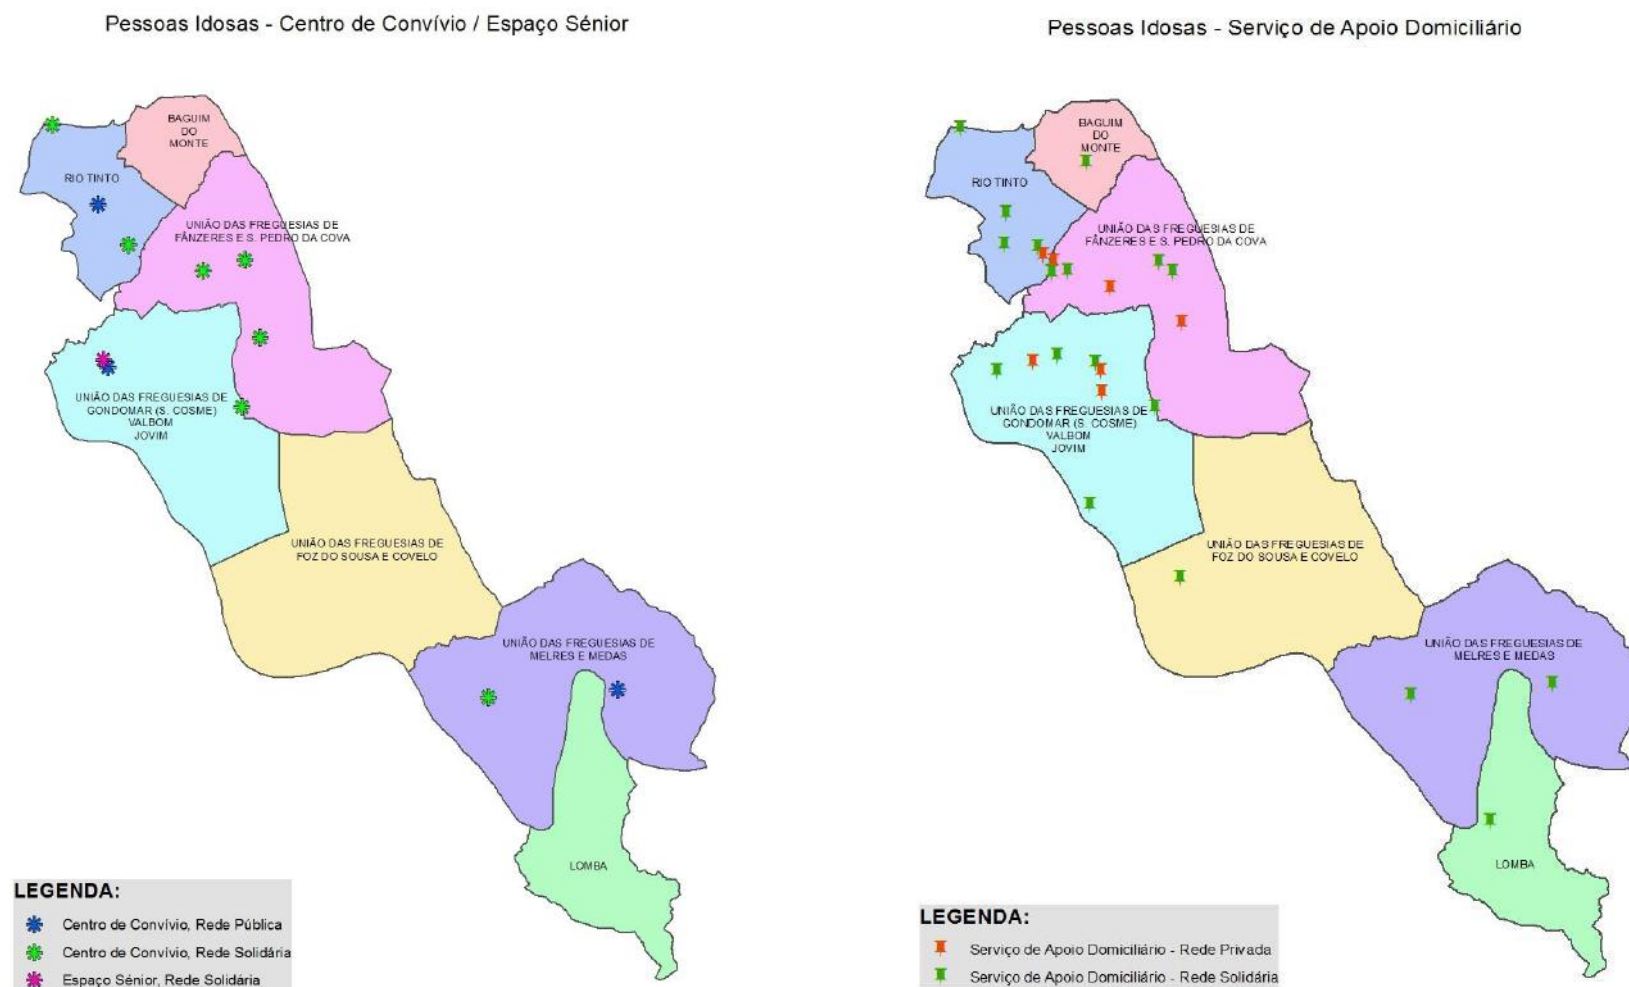 Pessoas Idosas - Centro de Convívio / Espaço Sénior
BAGUIM
DO
MONTE
RIO TINTO
UNIÃO DAS FREGUESIAS DE
FÂNZERES E S. PEDRO DA COVA
UNIÃO DAS FREGUESIAS DE
GONDOMAR (S. COSME)
VALBOM
JOVIM
UNIÃO DAS FREGUESIAS DE
FOZ DO SOUSA E COVELO
UNIÃO DAS FREGUESIAS DE
MELRES E MEDAS
LOMBA
LEGENDA:
Centro de Convívio, Rede Pública
Centro de Convívio, Rede Solidária
Espaço Sénior, Rede Solidária
Pessoas Idosas - Serviço de Apoio Domiciliário
BAGUIM
DO
MONTE
RIO TINTO
UNIÃO DAS FREGUESIAS DE
FÂNZERES E S. PEDRO DA COVA
UNIÃO DAS FREGUESIAS DE
GONDOMAR (S. COSME)
VALBOM
JOVIM
UNIÃO DAS FREGUESIAS DE
FOZ DO SOUSA E COVELO
UNIÃO DAS FREGUESIAS DE
MELRES E MEDAS
LOMBA
LEGENDA:
Serviço de Apoio Domiciliário - Rede Privada
Serviço de Apoio Domiciliário - Rede Solidária